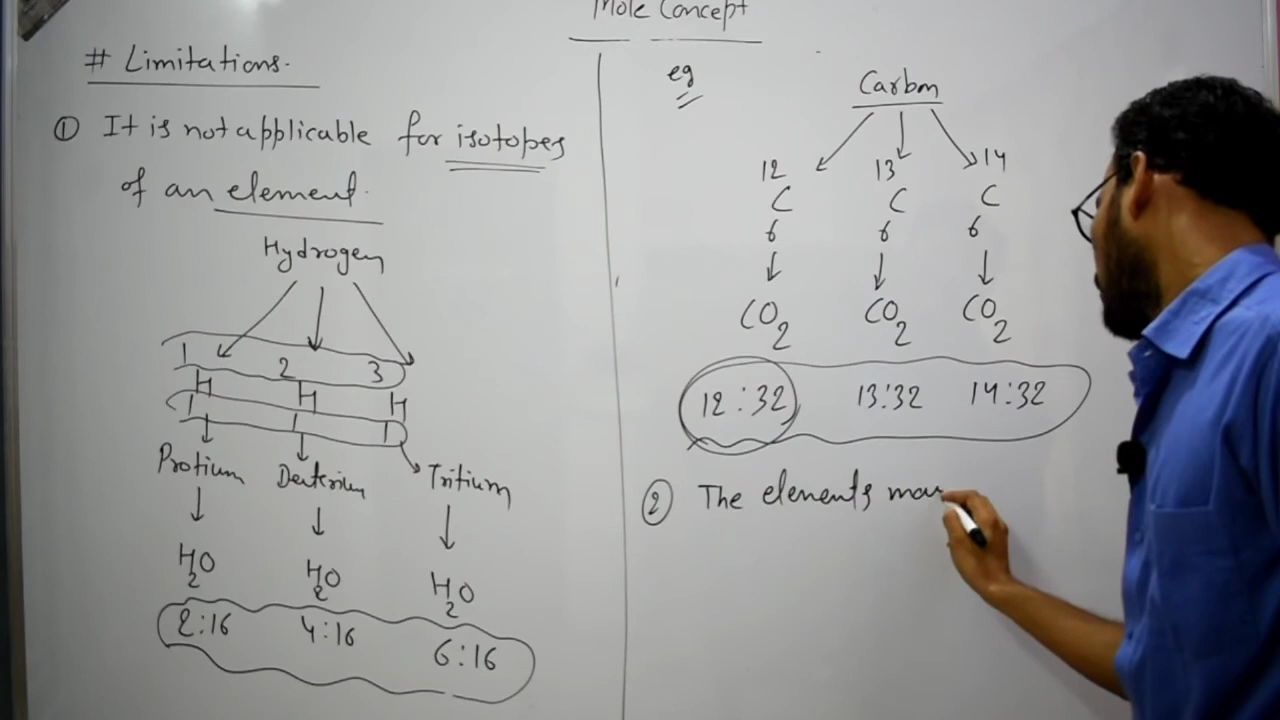 Mole Concept
# Limitations.
① It is not applicable for isotopes
of an element.
Hydrogen
1 2 3
H H H
1 1 1
Protium Deuterium Tritium
H2O H2O H2O
2:16 4:16 6:16
eg
Carbon
12 13 14
C C C
6 6 6
CO2 CO2 CO2
12:32 13:32 14:32
② The elements may